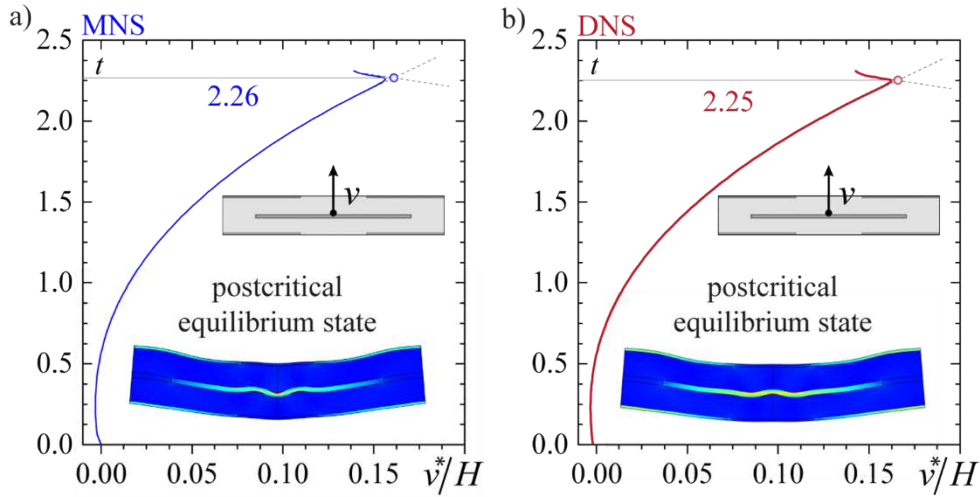 a)
MNS
2.5
t
2.26
2.0
v
1.5
1.0
postcritical
equilibrium state
0.5
0.0
0.00 0.05 0.10 0.15
v*/H
b)
DNS
2.5
t
2.25
2.0
v
1.5
1.0
postcritical
equilibrium state
0.5
0.0
0.00 0.05 0.10 0.15
v*/H